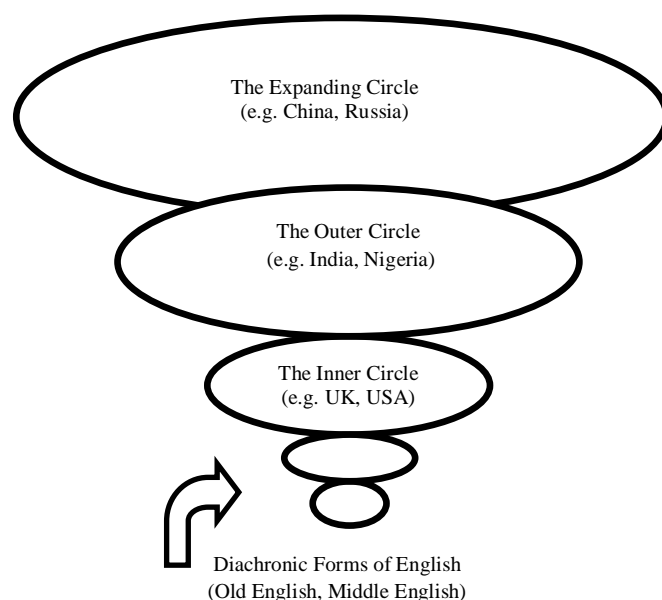 The Expanding Circle
(e.g. China, Russia)
The Outer Circle
(e.g. India, Nigeria)
The Inner Circle
(e.g. UK, USA)
Diachronic Forms of English
(Old English, Middle English)